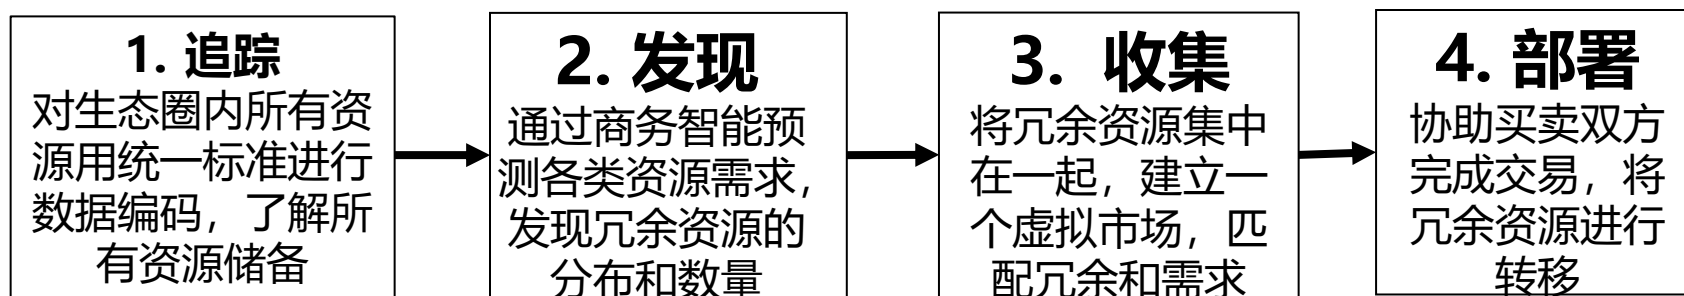 1. 追踪
对生态圈内所有资
源用统一标准进行
数据编码，了解所
有资源储备
2. 发现
通过商务智能预
测各类资源需求，
发现冗余资源的
分布和数量
3. 收集
将冗余资源集中
在一起，建立一
个虚拟市场，匹
配冗余和需求
4. 部署
协助买卖双方
完成交易，将
冗余资源进行
转移